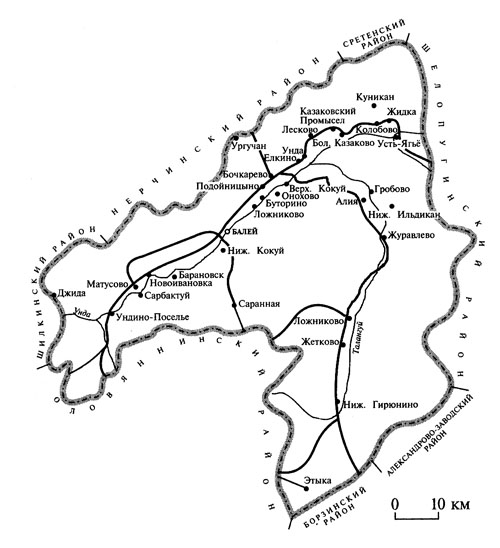 СРЕТЕНСКИЙ
РАЙОН
ШЕЛОПУГИНСКИЙ
РАЙОН
НЕРЧИНСКИЙ РАЙОН
Куникан
Казаковский
Промысел
Жидка
Лесково
Колобово
Бол. Казаково
Усть-Ягьё
Ургучан
Унда
Елкино
Бочкарево
Подойницыно
Верх. Кокуй
Онохово
Буторино
Ложниково
Гробово
Алия
Ниж. Ильдикан
БАЛЕЙ
Журавлево
Ниж. Кокуй
Барановск
Матусово
Новоивановка
Сарбактуй
Джида
Унда
Ундино-Поселье
Саранная
ШИЛКИНСКИЙ РАЙОН
ОЛОВЯННИНСКИЙ РАЙОН
Ложниково
Талангуй
Жетково
Ниж. Гирюнино
АЛЕКСАНДРОВО-ЗАВОДСКИЙ
РАЙОН
Этыка
БОРЗИНСКИЙ
РАЙОН
0 10 км